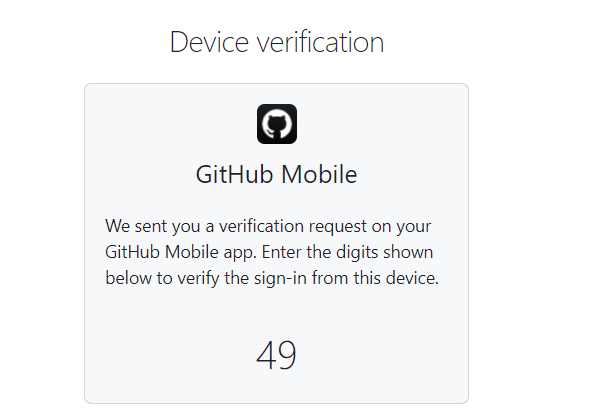 Device verification
GitHub Mobile
We sent you a verification request on your
GitHub Mobile app. Enter the digits shown
below to verify the sign-in from this device.
49